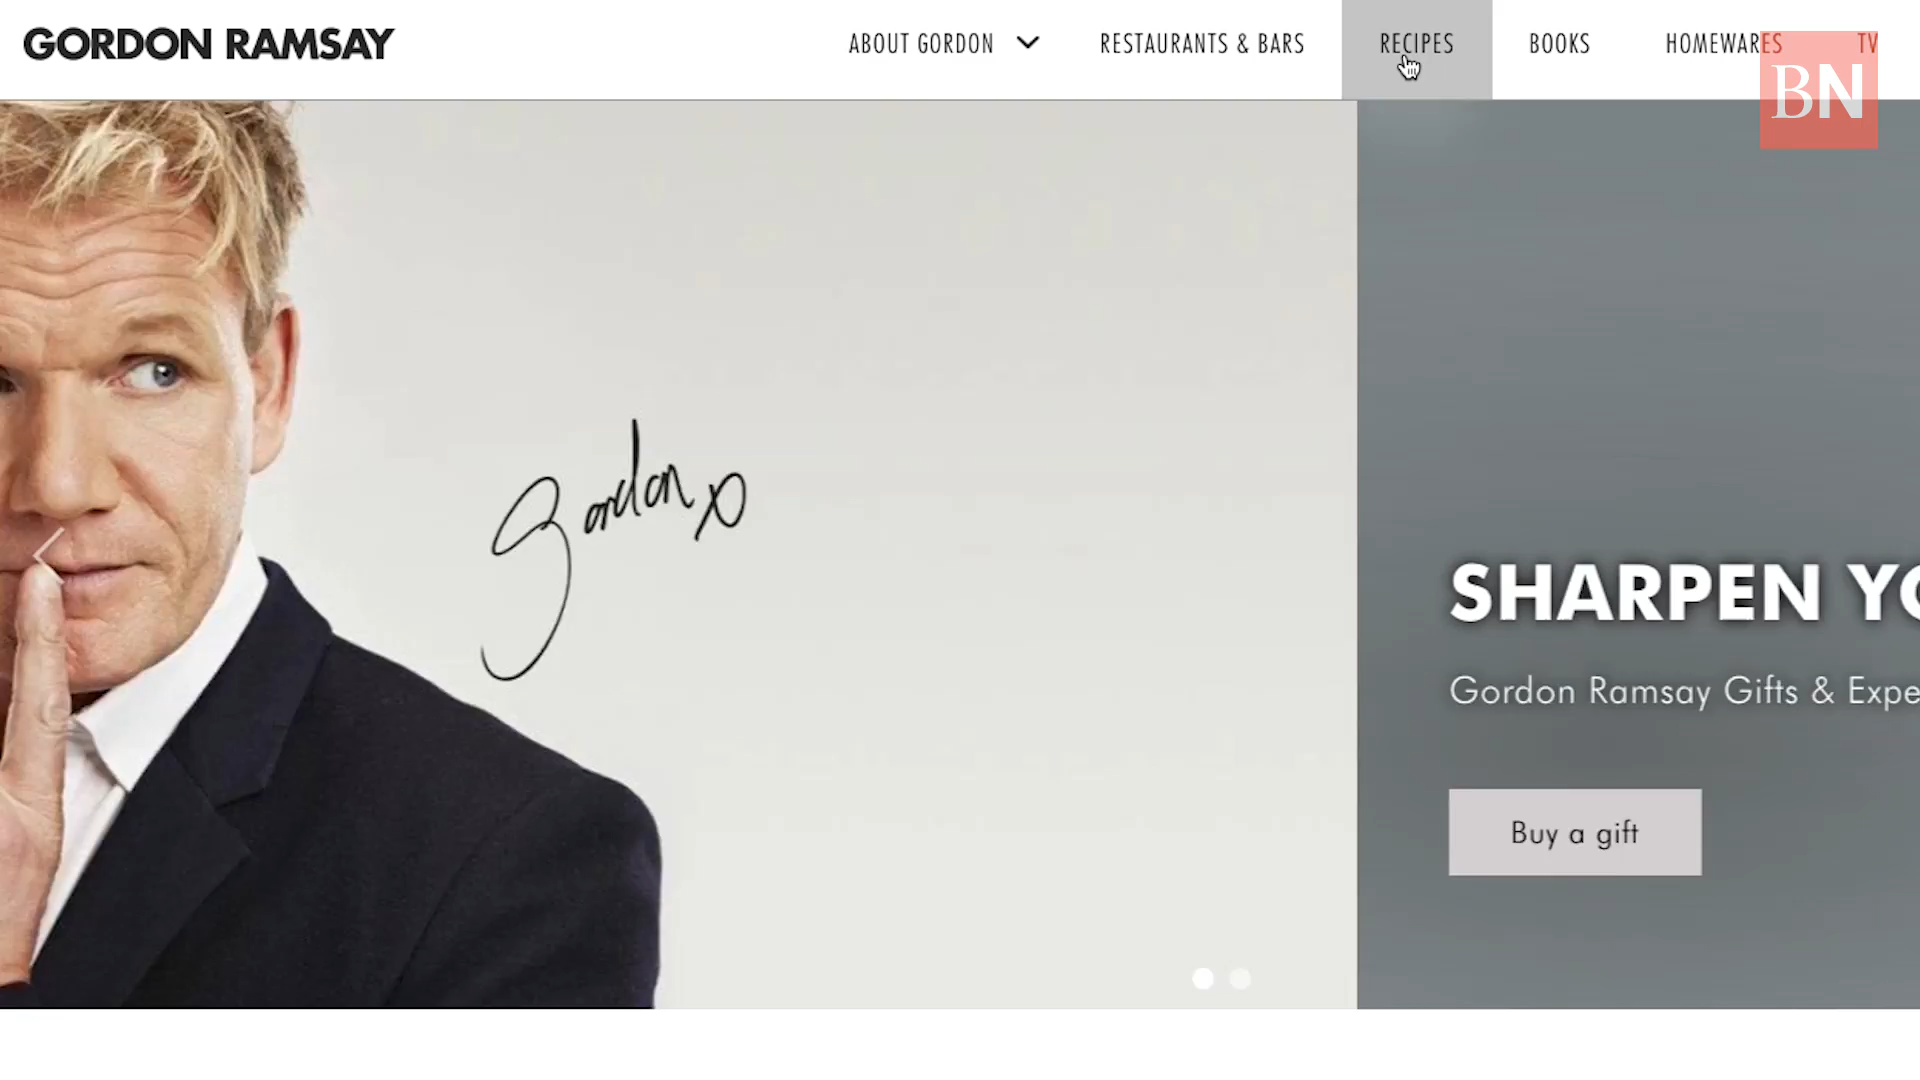 GORDON RAMSAY
ABOUT GORDON
RESTAURANTS & BARS
RECIPES
BOOKS
HOMEWARES
TV
BN
Gordon xo
SHARPEN YO
Gordon Ramsay Gifts & Expe
Buy a gift